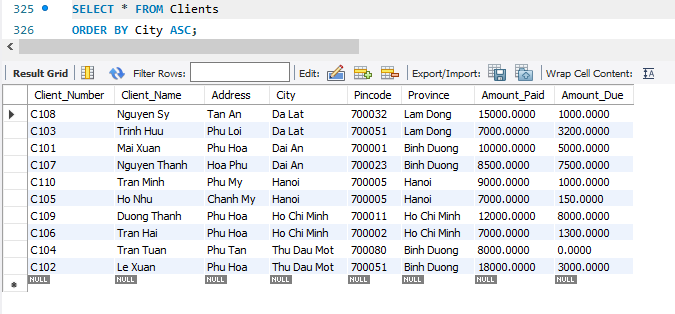 325 SELECT * FROM Clients
326 ORDER BY City ASC;
Result Grid Filter Rows: Edit: Export/Import: Wrap Cell Content: IA
Client_Number Client_Name Address City Pincode Province Amount_Paid Amount_Due
C108 Nguyen Sy Tan An Da Lat 700032 Lam Dong 15000.0000 1000.0000
C103 Trinh Huu Phu Loi Da Lat 700051 Lam Dong 7000.0000 3200.0000
C101 Mai Xuan Phu Hoa Dai An 700001 Binh Duong 10000.0000 5000.0000
C107 Nguyen Thanh Hoa Phu Dai An 700023 Binh Duong 8500.0000 7500.0000
C110 Tran Minh Phu My Hanoi 700005 Hanoi 9000.0000 1000.0000
C105 Ho Nhu Chanh My Hanoi 700005 Hanoi 7000.0000 150.0000
C109 Duong Thanh Phu Hoa Ho Chi Minh 700011 Ho Chi Minh 12000.0000 8000.0000
C106 Tran Hai Phu Hoa Ho Chi Minh 700002 Ho Chi Minh 7000.0000 1300.0000
C104 Tran Tuan Phu Tan Thu Dau Mot 700080 Binh Duong 8000.0000 0.0000
C102 Le Xuan Phu Hoa Thu Dau Mot 700051 Binh Duong 18000.0000 3000.0000
NULL NULL NULL NULL NULL NULL NULL NULL